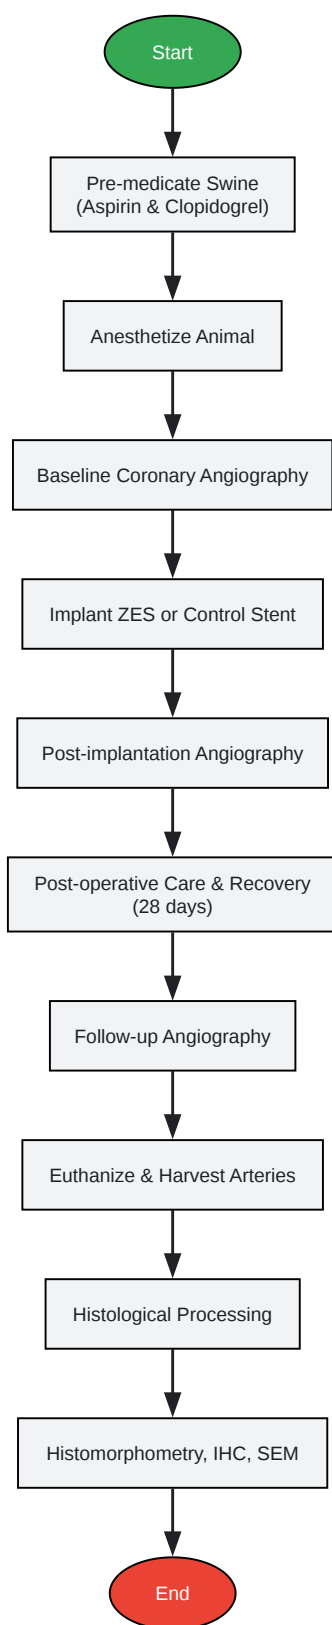 Start
Pre-medicate Swine
(Aspirin & Clopidogrel)
Anesthetize Animal
Baseline Coronary Angiography
Implant ZES or Control Stent
Post-implantation Angiography
Post-operative Care & Recovery
(28 days)
Follow-up Angiography
Euthanize & Harvest Arteries
Histological Processing
Histomorphometry, IHC, SEM
End